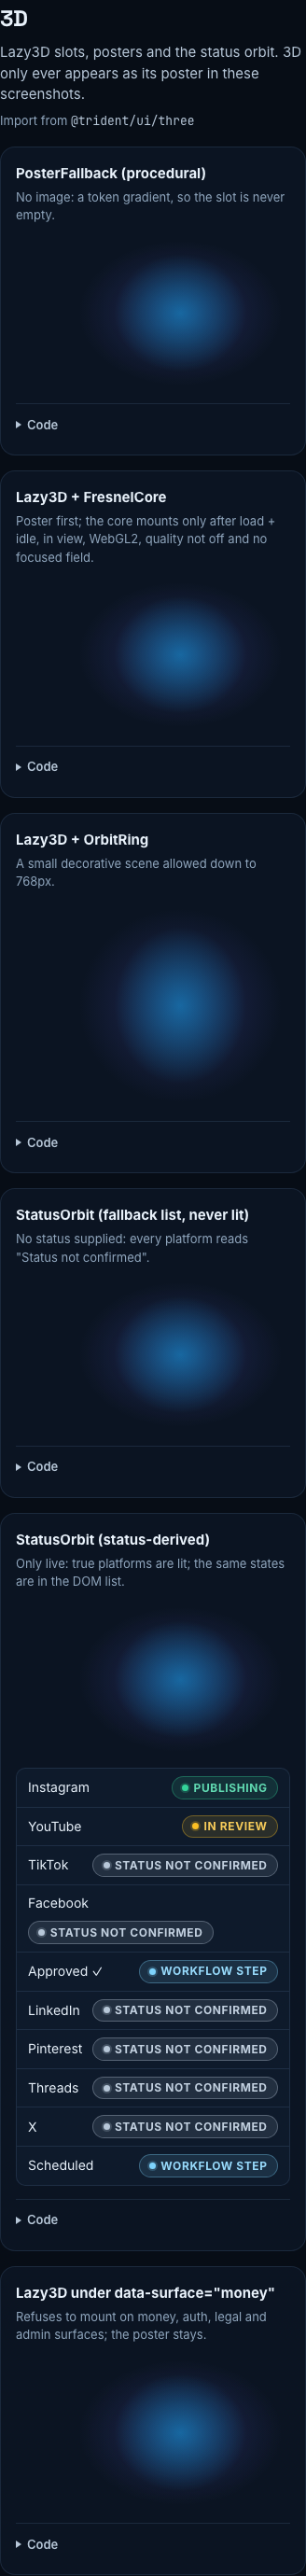 3D
Lazy3D slots, posters and the status orbit. 3D
only ever appears as its poster in these
screenshots.
Import from @trident/ui/three
PosterFallback (procedural)
No image: a token gradient, so the slot is never
empty.
Code
Lazy3D + FresnelCore
Poster first; the core mounts only after load +
idle, in view, WebGL2, quality not off and no
focused field.
Code
Lazy3D + OrbitRing
A small decorative scene allowed down to
768px.
Code
StatusOrbit (fallback list, never lit)
No status supplied: every platform reads
"Status not confirmed".
Code
StatusOrbit (status-derived)
Only live: true platforms are lit; the same states
are in the DOM list.
Instagram PUBLISHING
YouTube IN REVIEW
TikTok STATUS NOT CONFIRMED
Facebook
STATUS NOT CONFIRMED
Approved ✓ WORKFLOW STEP
LinkedIn STATUS NOT CONFIRMED
Pinterest STATUS NOT CONFIRMED
Threads STATUS NOT CONFIRMED
X STATUS NOT CONFIRMED
Scheduled WORKFLOW STEP
Code
Lazy3D under data-surface="money"
Refuses to mount on money, auth, legal and
admin surfaces; the poster stays.
Code